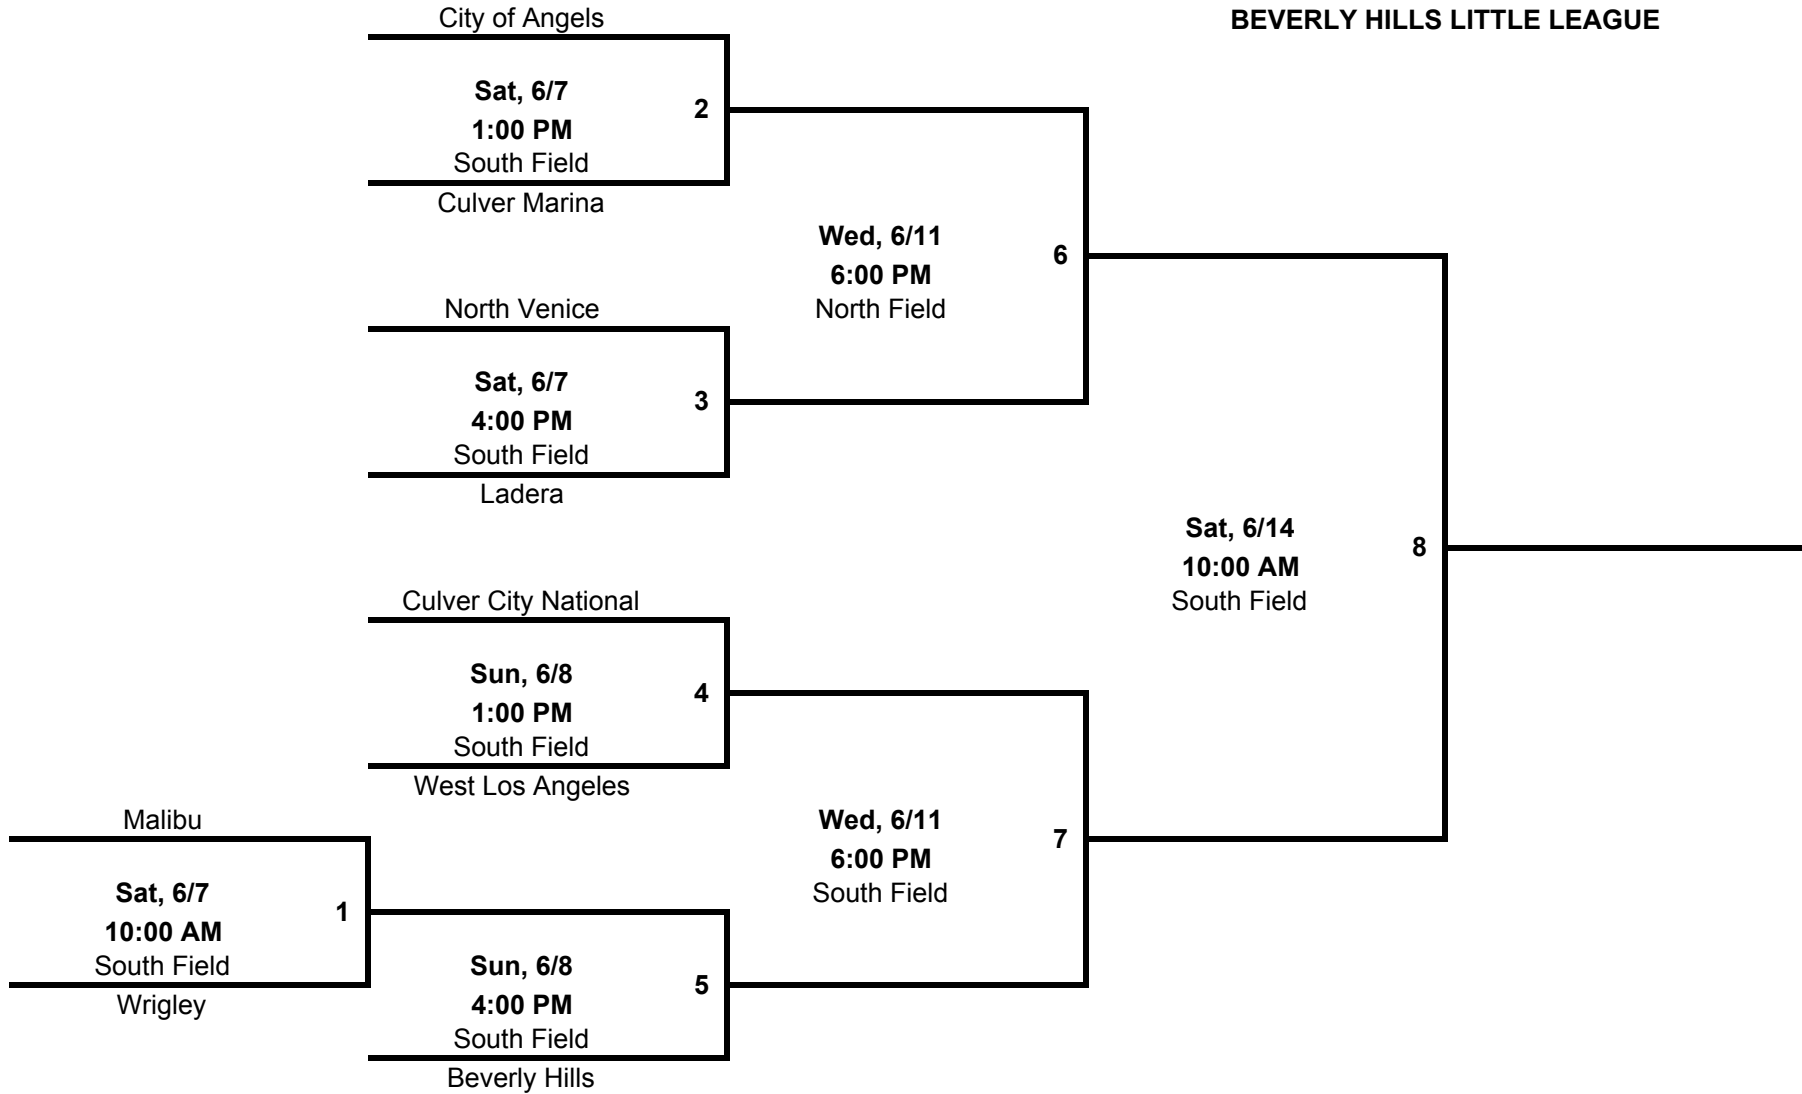 City of Angels
BEVERLY HILLS LITTLE LEAGUE
Sat, 6/7
1:00 PM
South Field
2
Culver Marina
Wed, 6/11
6:00 PM
North Field
6
North Venice
Sat, 6/7
4:00 PM
South Field
3
Ladera
Sat, 6/14
10:00 AM
South Field
8
Culver City National
Sun, 6/8
1:00 PM
South Field
4
West Los Angeles
Malibu
Sat, 6/7
10:00 AM
South Field
1
Wrigley
Wed, 6/11
6:00 PM
South Field
7
Sun, 6/8
4:00 PM
South Field
5
Beverly Hills